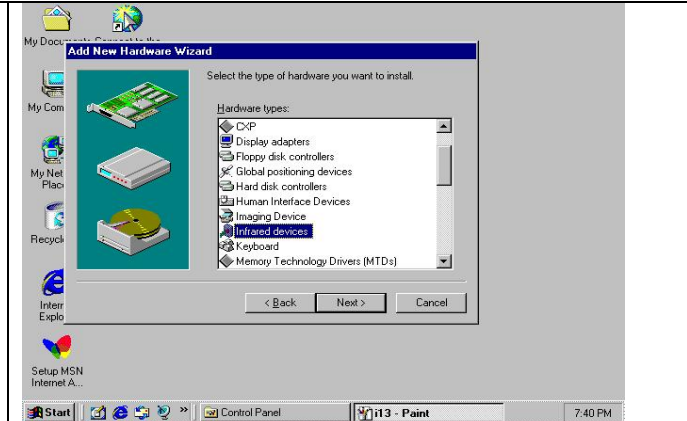 My Documents Connect to the
Add New Hardware Wizard
Select the type of hardware you want to install.
My Com
Hardware types:
CXP
Display adapters
Floppy disk controllers
My Net
Global positioning devices
Plac
Hard disk controllers
Human Interface Devices
Imaging Device
Infrared devices
Recycl
Keyboard
Memory Technology Drivers (MTDs)
Intern
Explo
< Back Next > Cancel
Setup MSN
Internet A...
Start » Control Panel i13 - Paint 7:40 PM